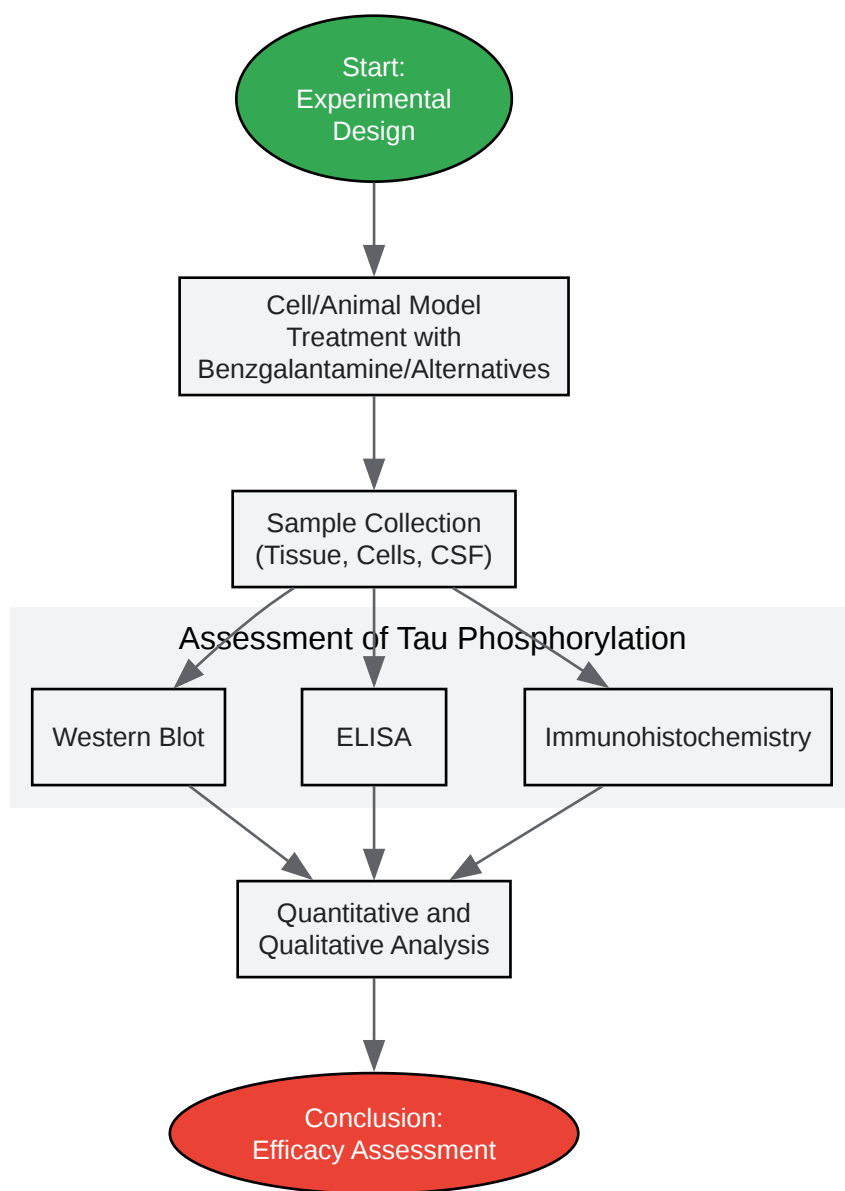 Start:
Experimental
Design
Cell/Animal Model
Treatment with
Benzgalantamine/Alternatives
Sample Collection
(Tissue, Cells, CSF)
Assessment of Tau Phosphorylation
Western Blot
ELISA
Immunohistochemistry
Quantitative and
Qualitative Analysis
Conclusion:
Efficacy Assessment